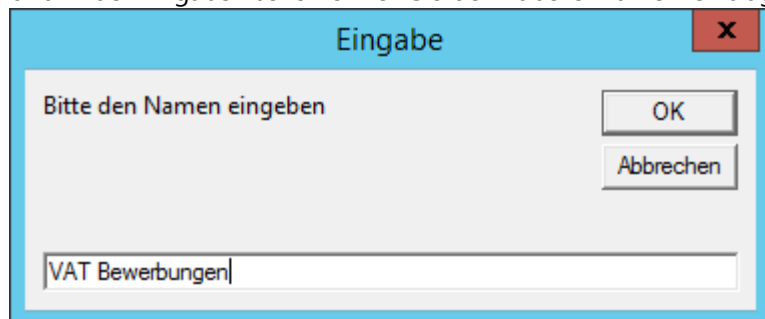 Eingabe
x
Bitte den Namen eingeben
OK
Abbrechen
VAT Bewerbungen